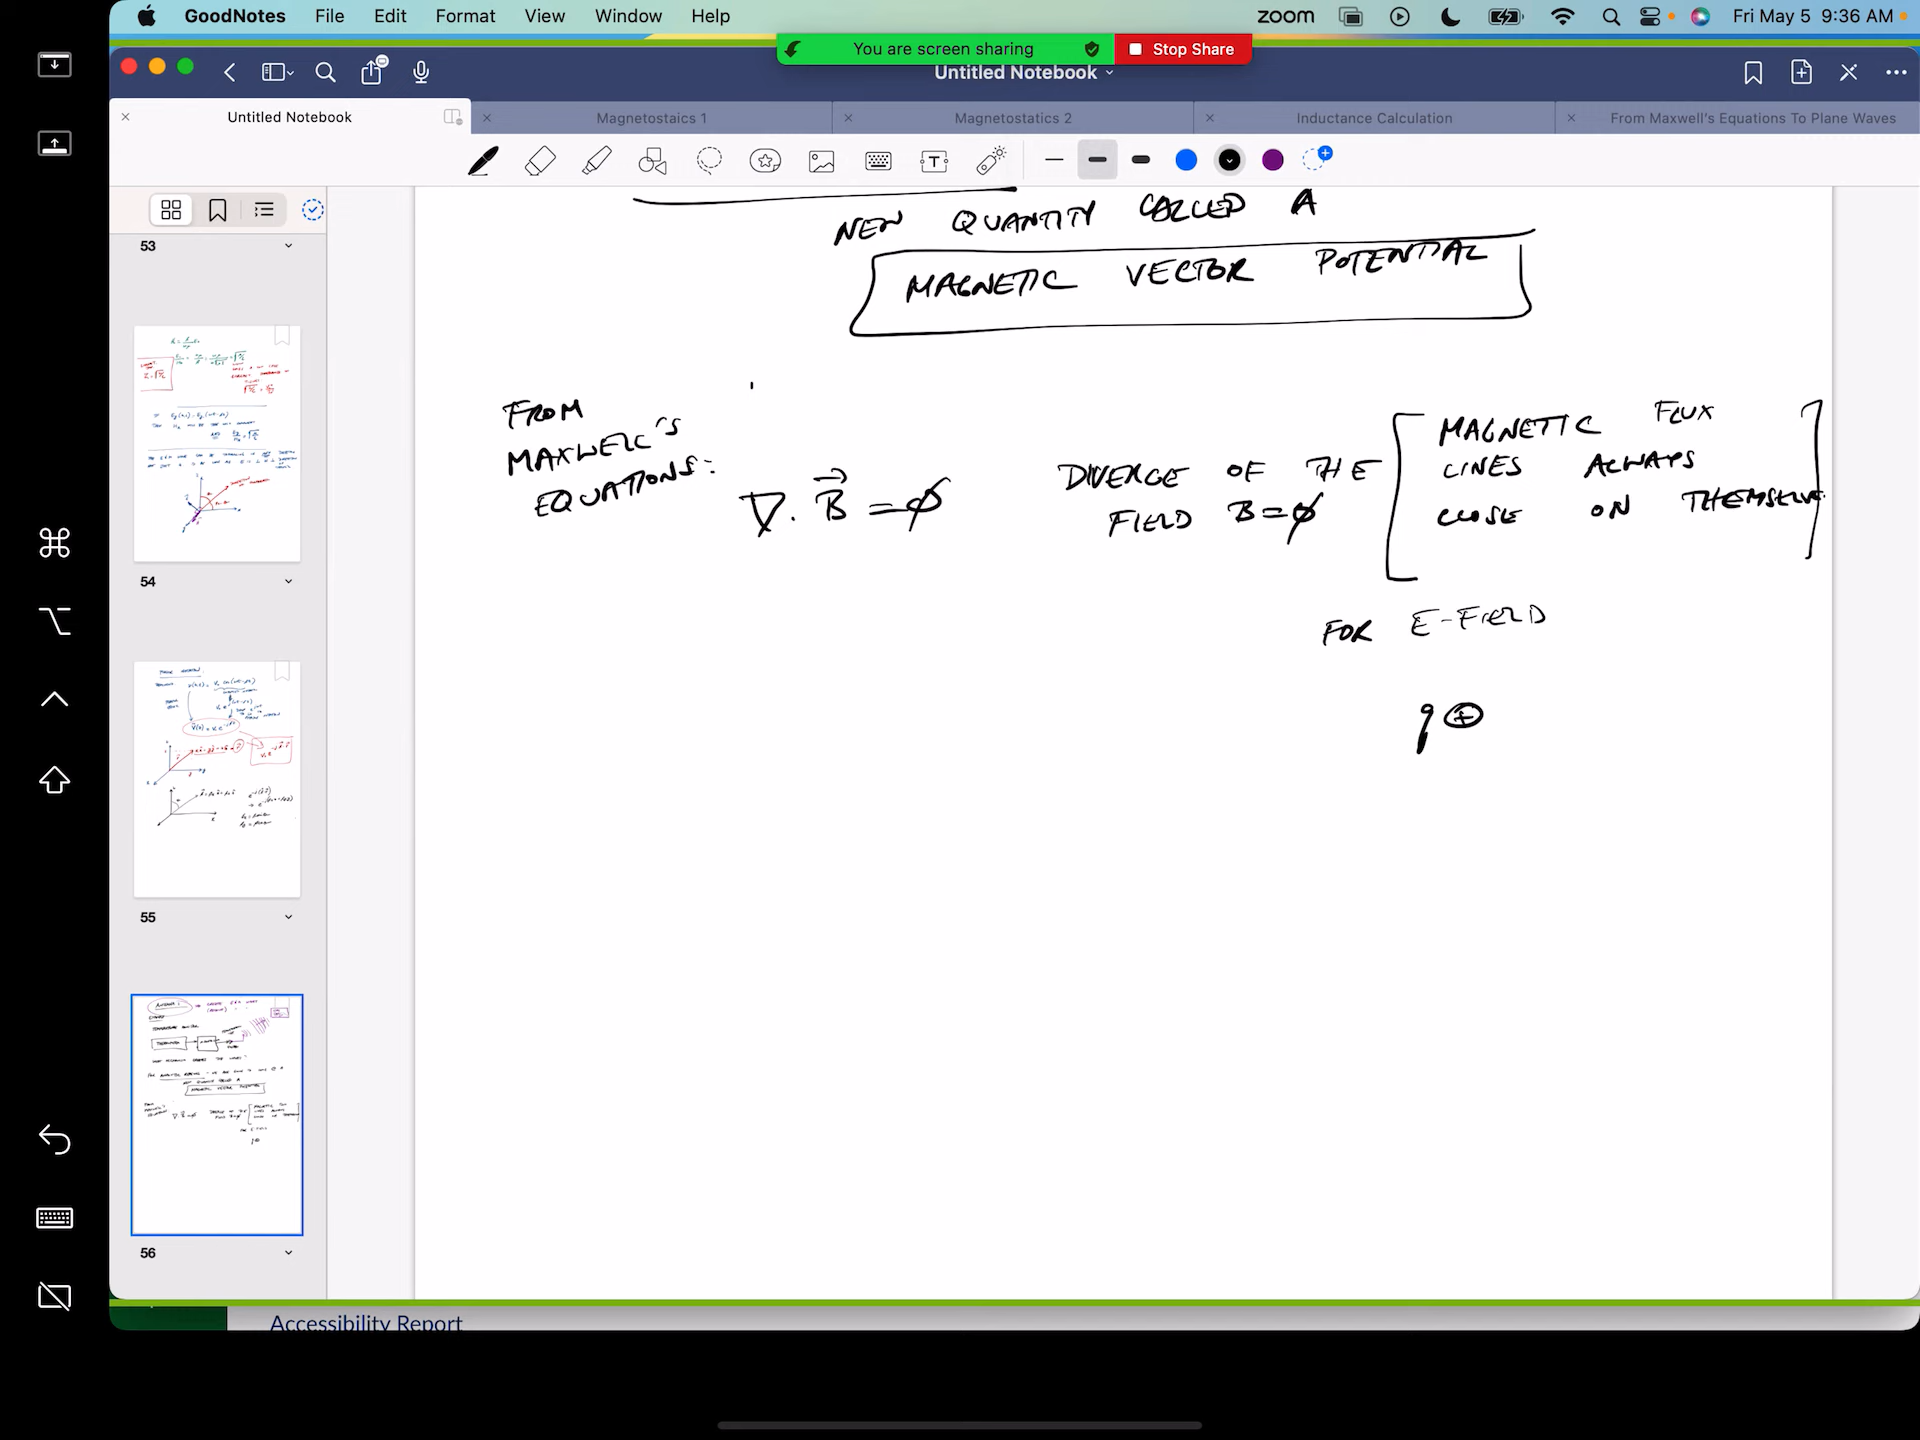 GoodNotes File Edit Format View Window Help zoom Fri May 5 9:36 AM
You are screen sharing Stop Share
Untitled Notebook
Untitled Notebook Magnetostaics 1 Magnetostatics 2 Inductance Calculation From Maxwell's Equations To Plane Waves
53
54
55
56
NEW QUANTITY CALLED A
MAGNETIC VECTOR POTENTIAL
FROM
MAXWELL'S
EQUATIONS:
∇ · B⃗ = ∅
DIVERGE OF THE
FIELD B = ∅
MAGNETIC FLUX
LINES ALWAYS
CLOSE ON THEMSELVE
FOR E-FIELD
q ⊕
Accessibility Report